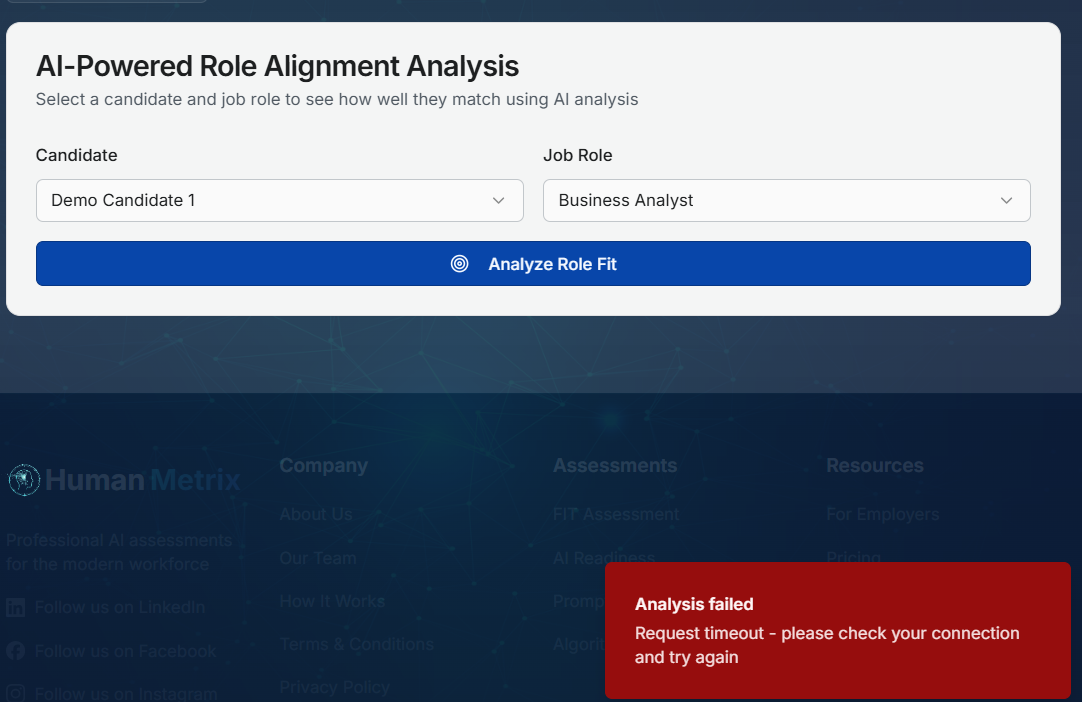 AI-Powered Role Alignment Analysis
Select a candidate and job role to see how well they match using AI analysis
Candidate
Job Role
Demo Candidate 1
Business Analyst
Analyze Role Fit
HumanMetrix
Professional AI assessments
for the modern workforce
Follow us on LinkedIn
Follow us on Facebook
Follow us on Instagram
Company
About Us
Our Team
How It Works
Terms & Conditions
Privacy Policy
Assessments
FIT Assessment
AI Readiness
Resources
For Employers
Pricing
Analysis failed
Request timeout - please check your connection
and try again